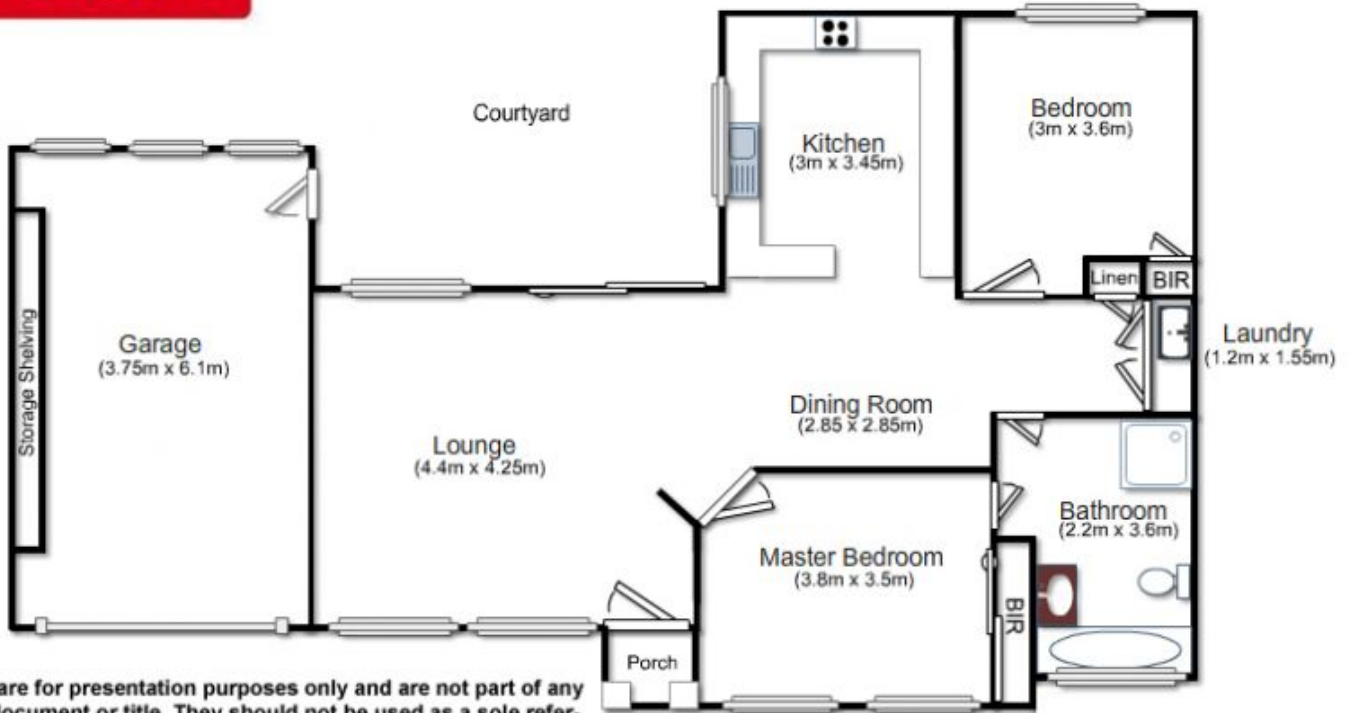 Courtyard
Kitchen
(3m x 3.45m)
Bedroom
(3m x 3.6m)
Linen
BIR
Laundry
(1.2m x 1.55m)
Storage Shelving
Garage
(3.75m x 6.1m)
Dining Room
(2.85 x 2.85m)
Lounge
(4.4m x 4.25m)
Bathroom
(2.2m x 3.6m)
Master Bedroom
(3.8m x 3.5m)
BIR
Porch
are for presentation purposes only and are not part of any
document or title. They should not be used as a sole refer-